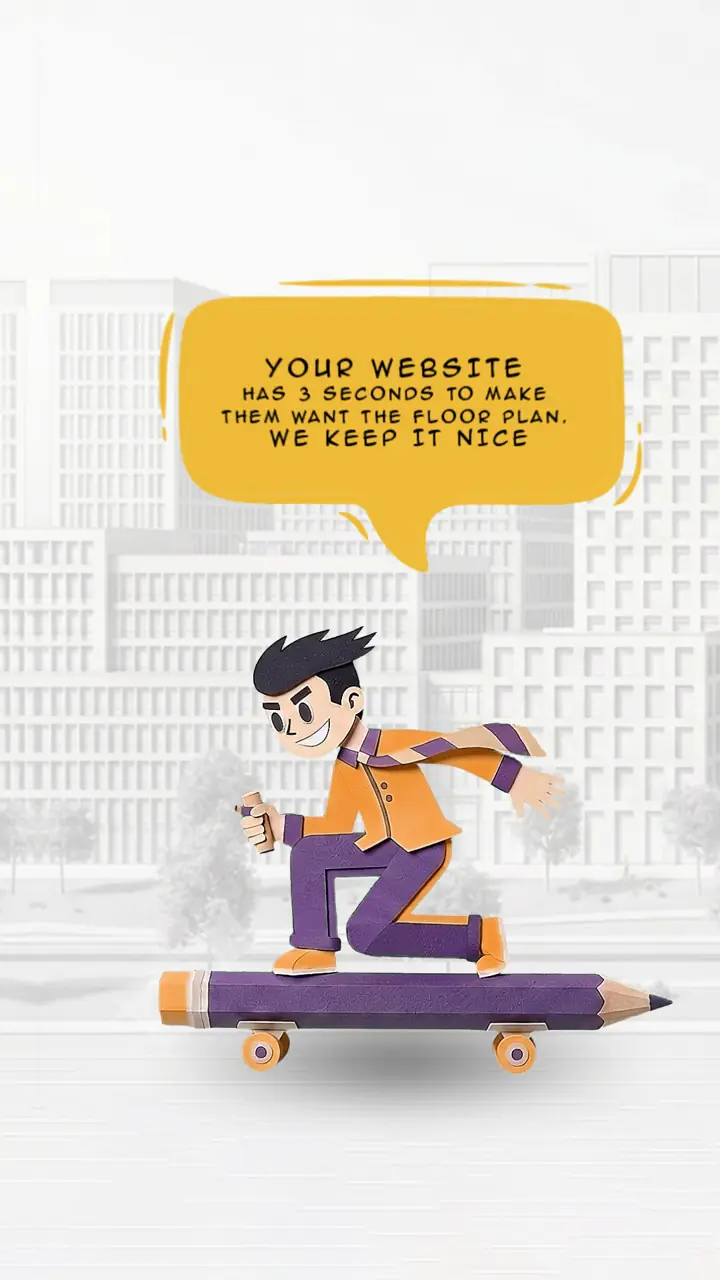 YOUR WEBSITE
HAS 3 SECONDS TO MAKE
THEM WANT THE FLOOR PLAN.
WE KEEP IT NICE